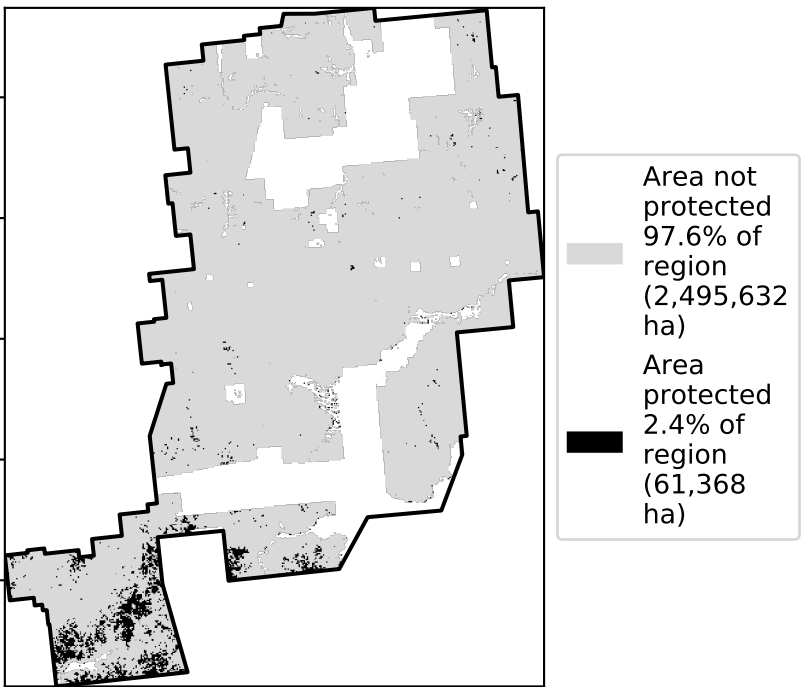 Area not
protected
97.6% of
region
(2,495,632
ha)
Area
protected
2.4% of
region
(61,368
ha)